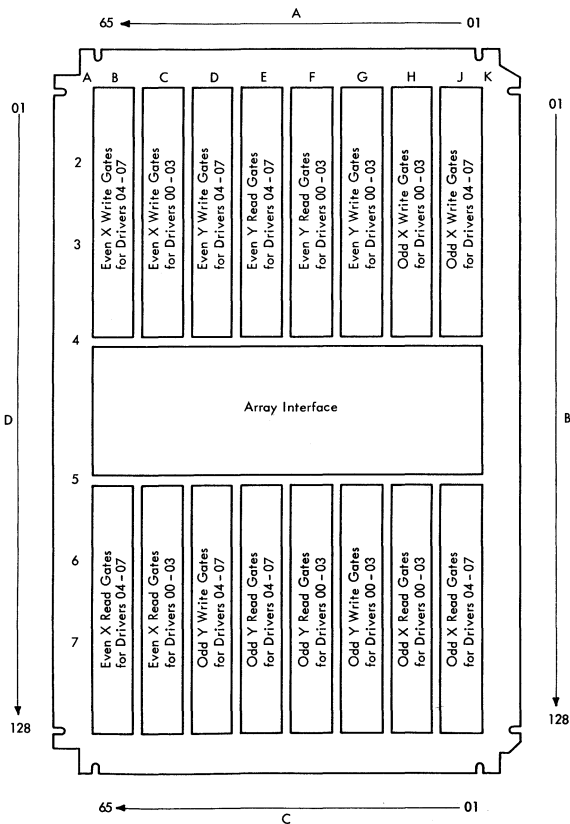 A
65 01
A B C D E F G H J K
01 01
2
3
Even X Write Gates
for Drivers 04 - 07
Even X Write Gates
for Drivers 00 - 03
Even Y Write Gates
for Drivers 04 - 07
Even Y Read Gates
for Drivers 04 - 07
Even Y Read Gates
for Drivers 00 - 03
Even Y Write Gates
for Drivers 00 - 03
Odd X Write Gates
for Drivers 00 - 03
Odd X Write Gates
for Drivers 04 - 07
4
Array Interface
D B
5
6
7
Even X Read Gates
for Drivers 04 - 07
Even X Read Gates
for Drivers 00 - 03
Odd Y Write Gates
for Drivers 04 - 07
Odd Y Read Gates
for Drivers 04 - 07
Odd Y Read Gates
for Drivers 00 - 03
Odd Y Write Gates
for Drivers 00 - 03
Odd X Read Gates
for Drivers 00 - 03
Odd X Read Gates
for Drivers 04 - 07
128 128
65 01
C